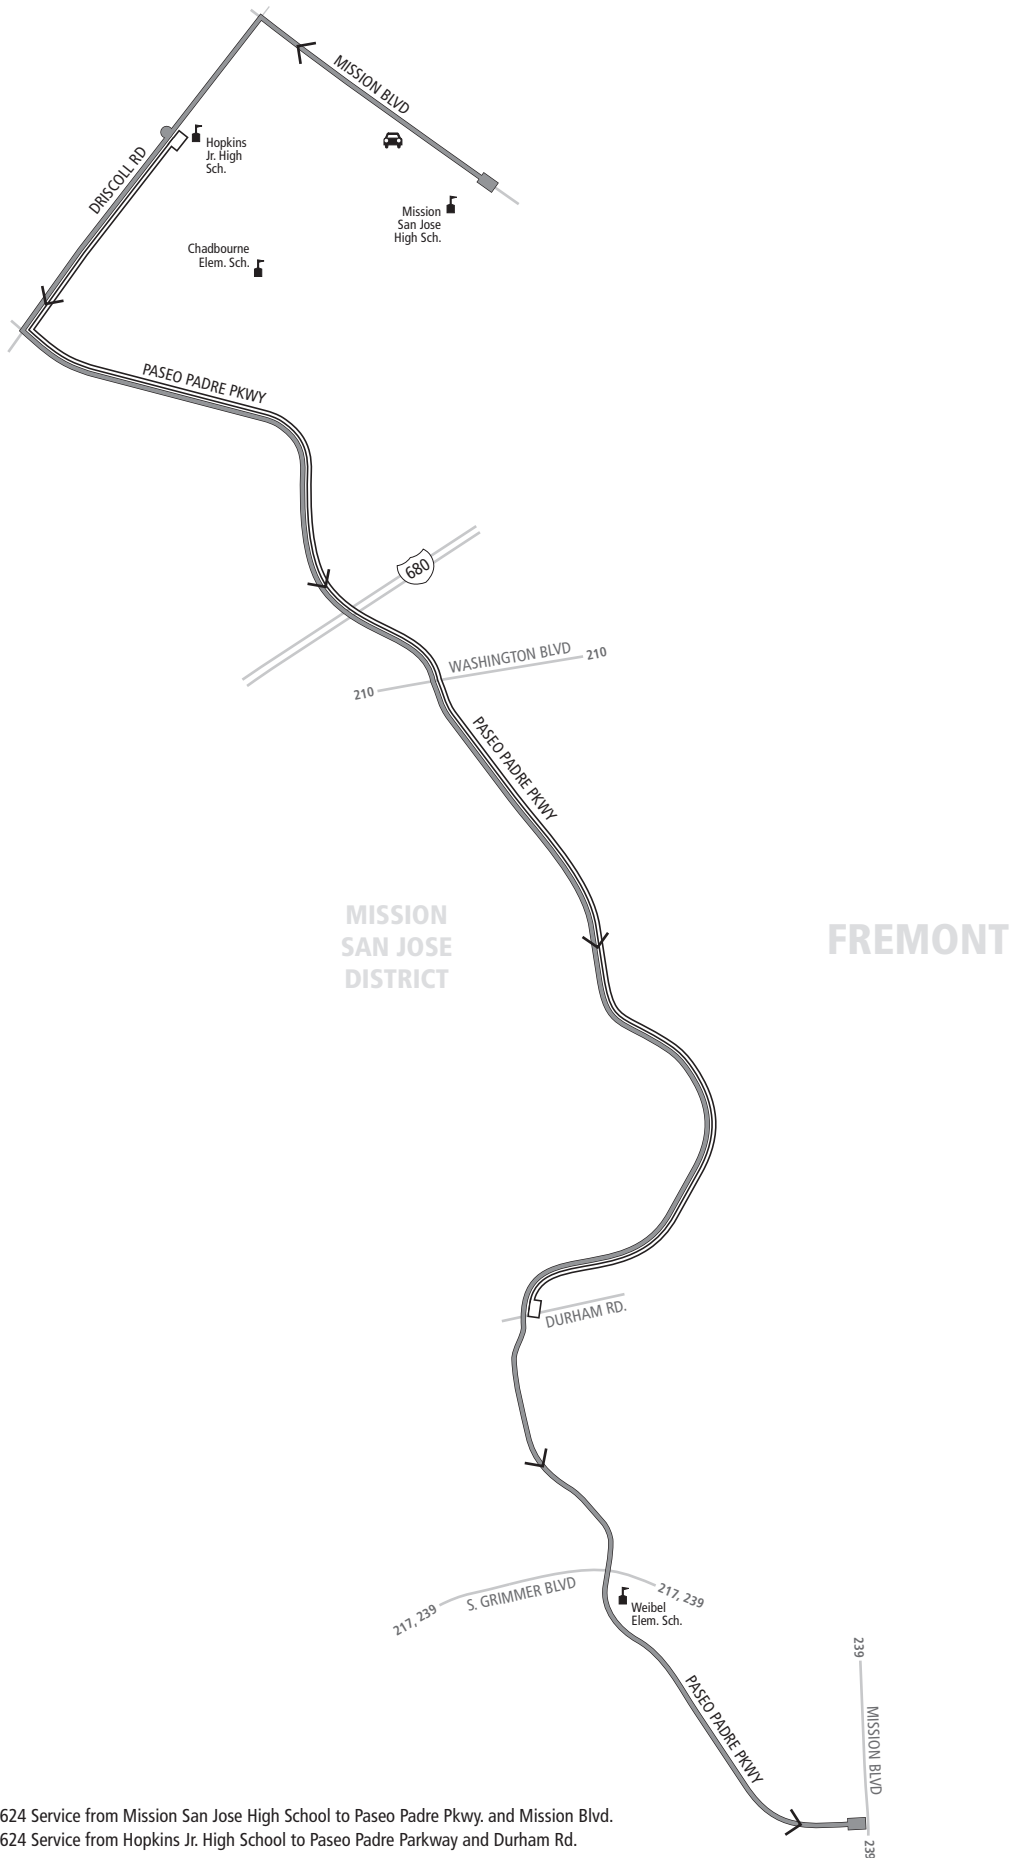 MISSION BLVD
Hopkins
Jr. High
Sch.
DRISCOLL RD
Mission
San Jose
High Sch.
Chadbourne
Elem. Sch.
PASEO PADRE PKWY
680
WASHINGTON BLVD
210
210
PASEO PADRE PKWY
MISSION
SAN JOSE
DISTRICT
FREMONT
DURHAM RD.
S. GRIMMER BLVD
217, 239
217, 239
Weibel
Elem. Sch.
239
PASEO PADRE PKWY
MISSION BLVD
239
624 Service from Mission San Jose High School to Paseo Padre Pkwy. and Mission Blvd.
624 Service from Hopkins Jr. High School to Paseo Padre Parkway and Durham Rd.